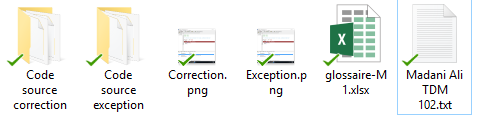 Code
source
correction
Code
source
exception
Correction.
png
Exception.p
ng
glossaire-M
1.xlsx
Madani Ali
TDM
102.txt